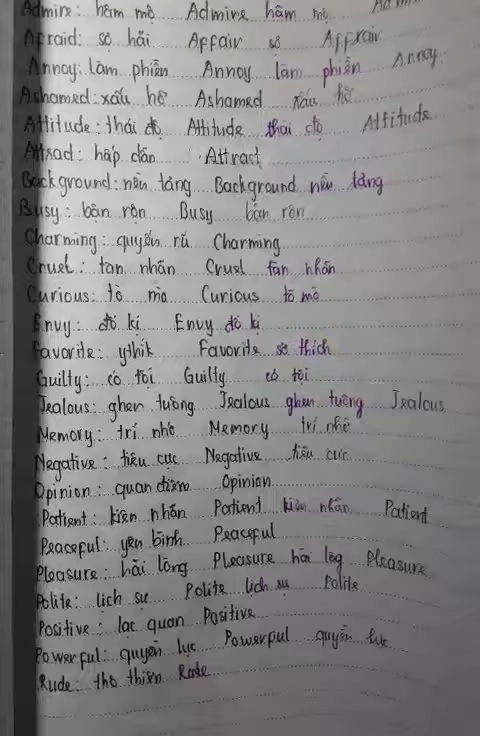 Admire: hâm mộ Admire hâm mộ
Afraid: sợ hãi Affair sợ Affrair
Annoy: làm phiền Annoy làm phiền Annoy
Ashamed: xấu hổ Ashamed xấu hổ
Attitude: thái độ Attitude thái độ Attitude
Attrad: hấp dẫn Attract
Background: nền tảng Background nền tảng
Busy: bận rộn Busy bận rộn
Charming: quyến rũ Charming
Cruel: tàn nhẫn Cruel tàn nhẫn
Curious: tò mò Curious tò mò
Envy: đố kị Envy đố kị
Favorite: ythik Favorite sở thích
Guilty: có tội Guilty có tội
Jealous: ghen tuông Jealous ghen tuông Jealous
Memory: trí nhớ Memory trí nhớ
Negative: tiêu cực Negative tiêu cực
Opinion: quan điểm Opinion
Patient: kiên nhẫn Patient kiên nhẫn Patient
Peaceful: yên bình Peaceful
Pleasure: hài lòng Pleasure hài lòg Pleasure
Polite: lịch sự Polite lịch sự Polite
Positive: lạc quan Positive
Powerful: quyền lực Powerful quyền lực
Rude: thô thiển Rude